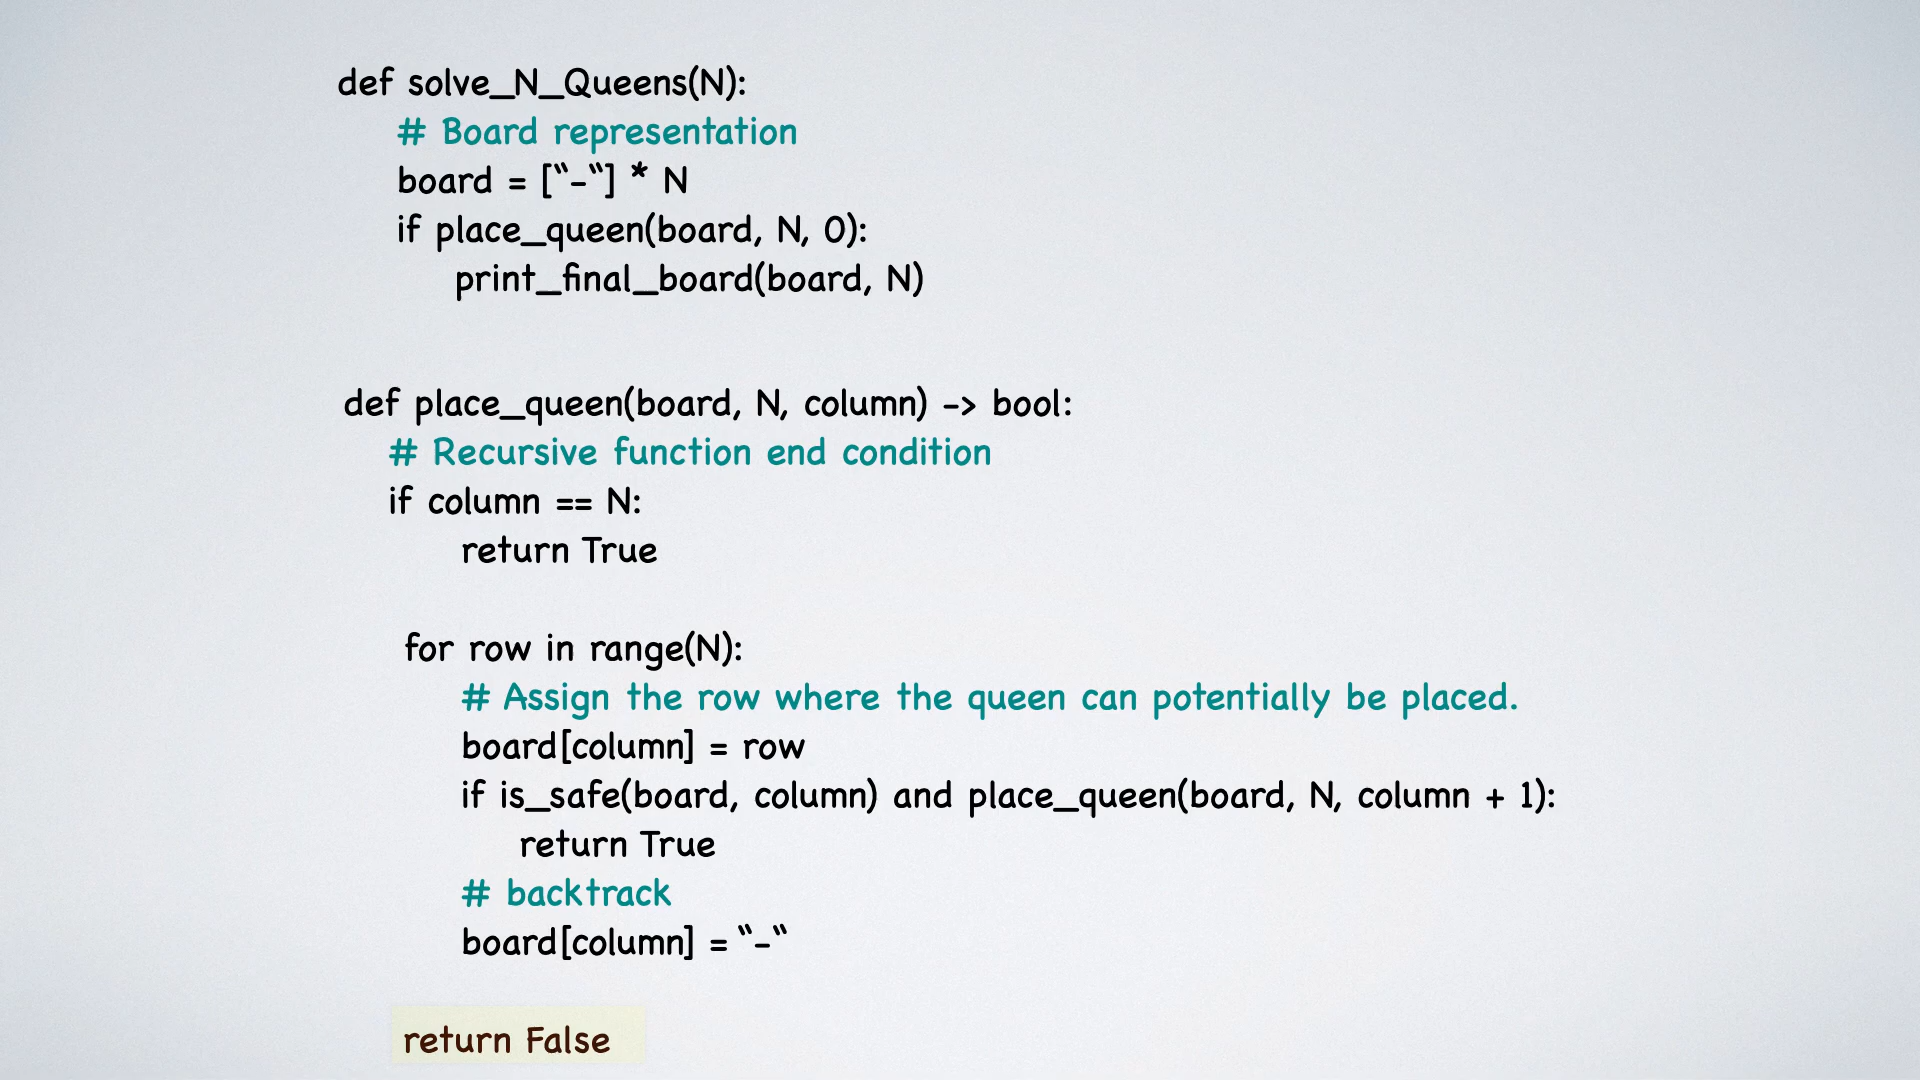 def solve_N_Queens(N):
# Board representation
board = [“-“] * N
if place_queen(board, N, 0):
print_final_board(board, N)
def place_queen(board, N, column) -> bool:
# Recursive function end condition
if column == N:
return True
for row in range(N):
# Assign the row where the queen can potentially be placed.
board[column] = row
if is_safe(board, column) and place_queen(board, N, column + 1):
return True
# backtrack
board[column] = “-“
return False